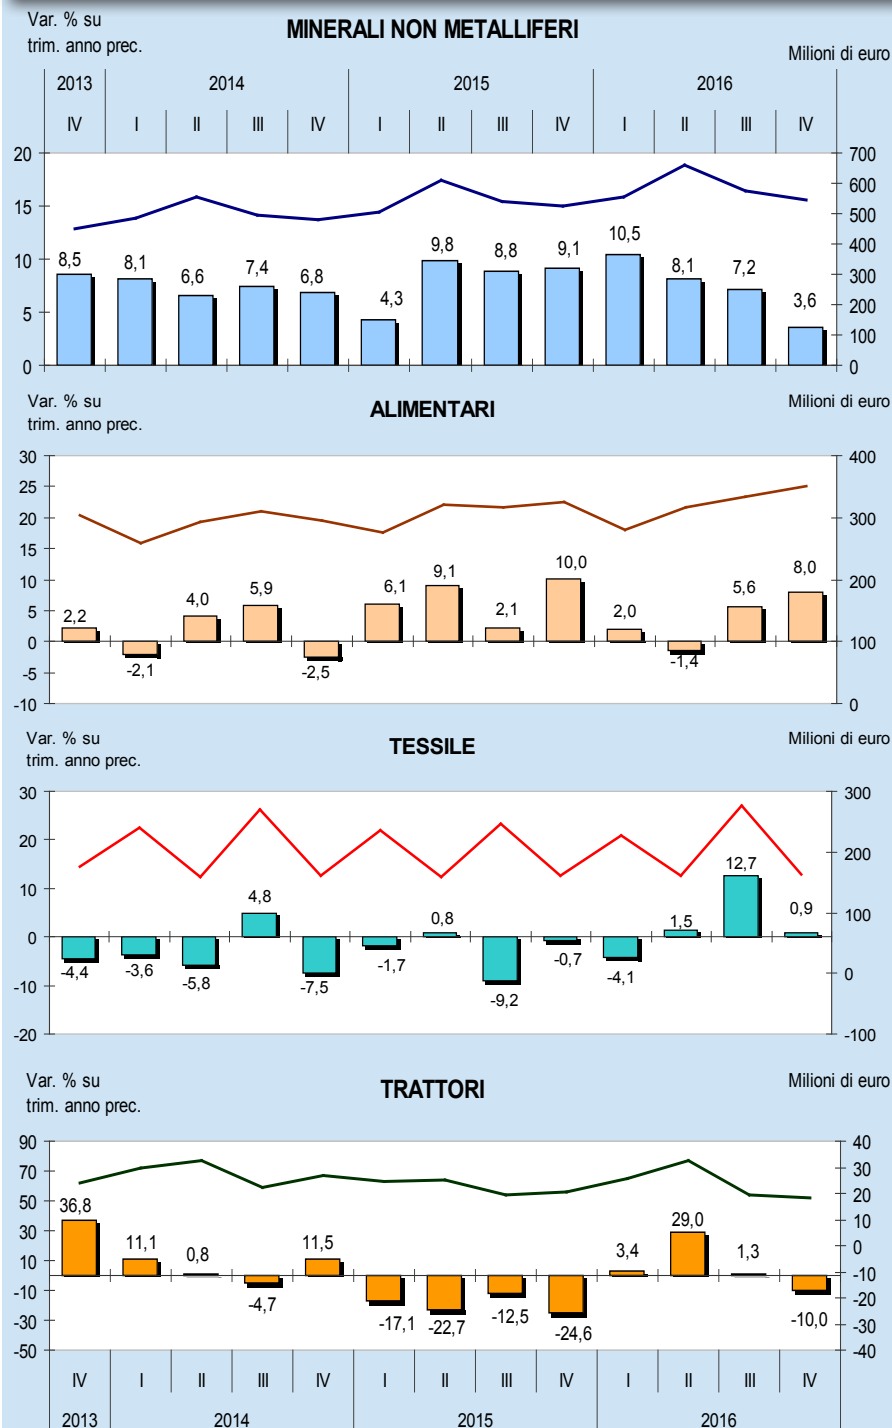 Var. % su
trim. anno prec.
MINERALI NON METALLIFERI
Milioni di euro
2013 2014 2015 2016
IV I II III IV I II III IV I II III IV
20 700
600
15 500
400
10 300
200
5 100
0 0
8,5 8,1 6,6 7,4 6,8 4,3 9,8 8,8 9,1 10,5 8,1 7,2 3,6
Var. % su
trim. anno prec.
ALIMENTARI
Milioni di euro
30 400
25
20 300
15
10 200
5
0 100
-5
-10 0
2,2 -2,1 4,0 5,9 -2,5 6,1 9,1 2,1 10,0 2,0 -1,4 5,6 8,0
Var. % su
trim. anno prec.
TESSILE
Milioni di euro
30 300
20 200
10 100
0
-10 0
-20 -100
-4,4 -3,6 -5,8 4,8 -7,5 -1,7 0,8 -9,2 -0,7 -4,1 1,5 12,7 0,9
Var. % su
trim. anno prec.
TRATTORI
Milioni di euro
90 40
70 30
50 20
30 10
10 0
-10 -10
-30 -20
-50 -30
-40
36,8 11,1 0,8 -4,7 11,5 -17,1 -22,7 -12,5 -24,6 3,4 29,0 1,3 -10,0
IV I II III IV I II III IV I II III IV
2013 2014 2015 2016